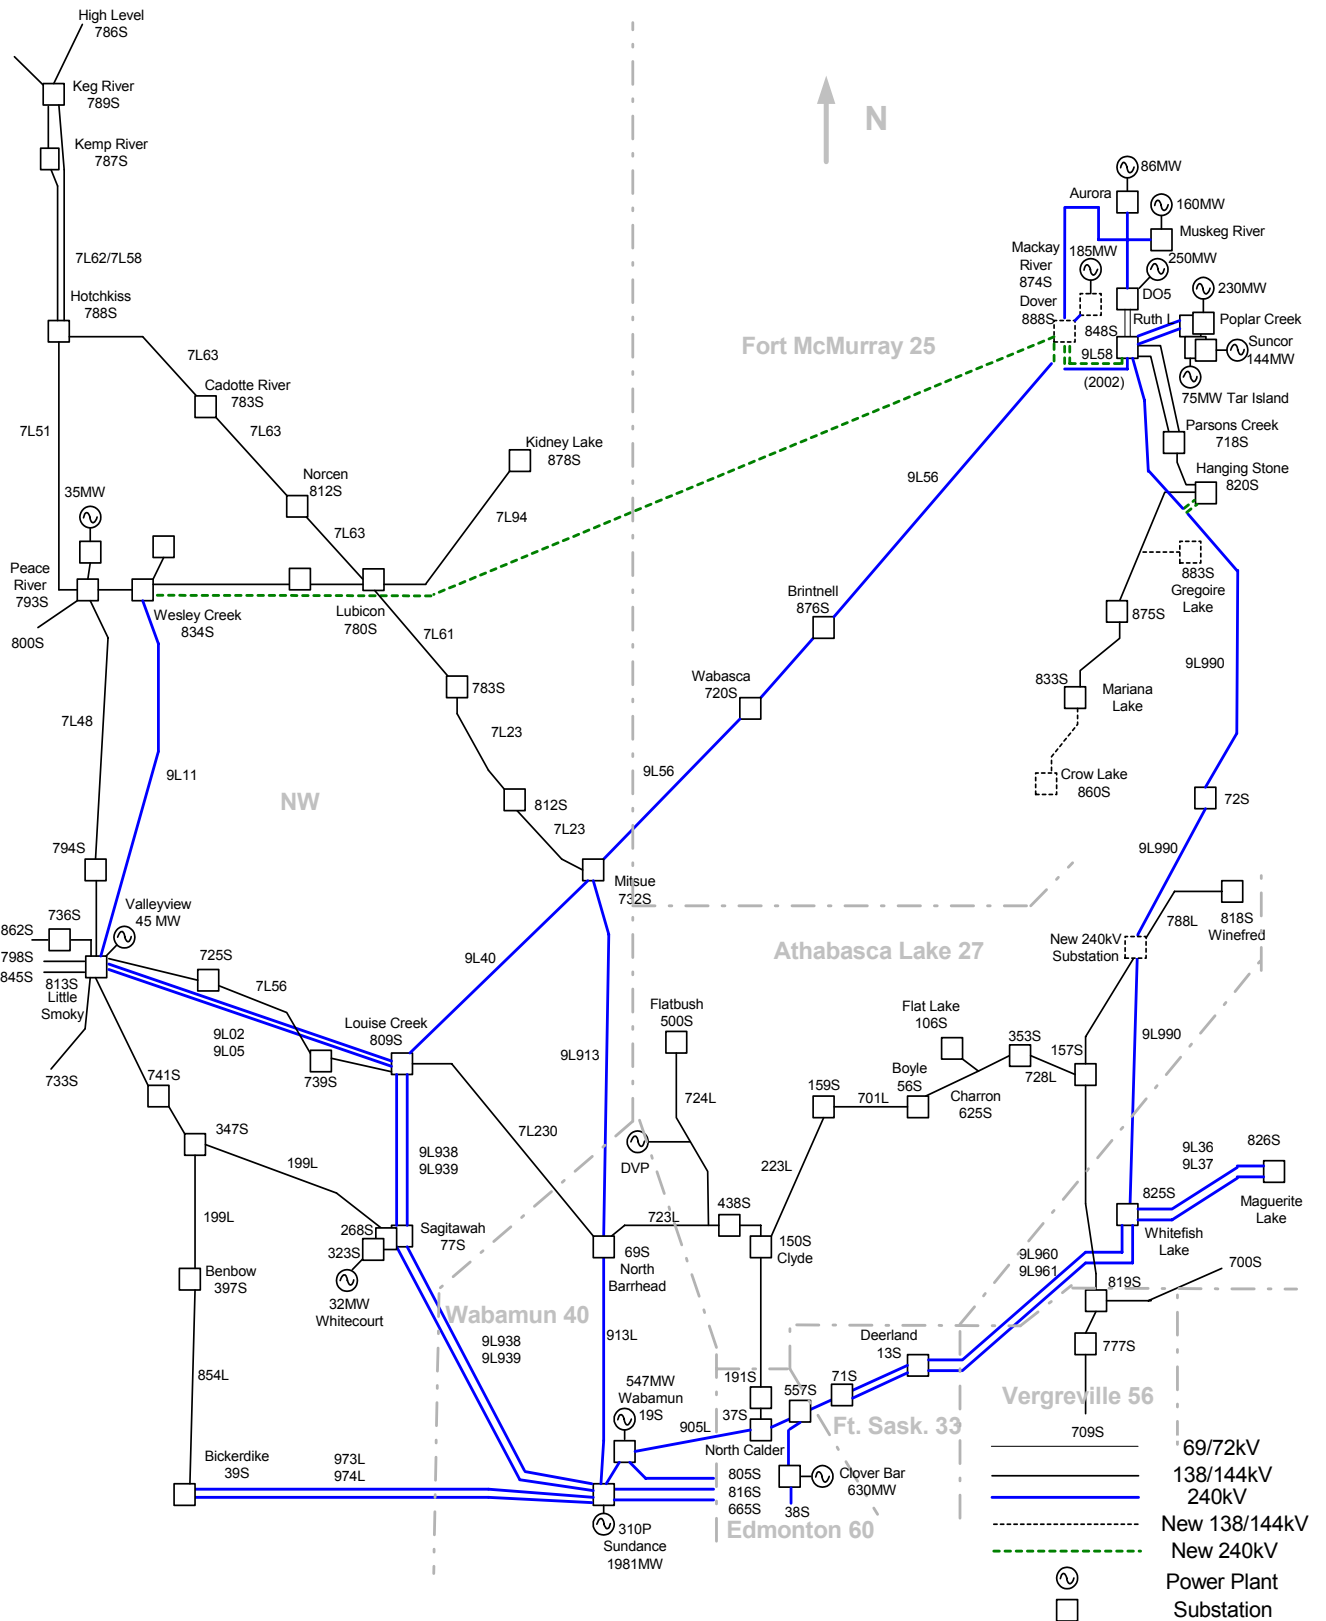 High Level
786S
Keg River
789S
Kemp River
787S
7L62/7L58
Hotchkiss
788S
7L63
Cadotte River
783S
7L63
7L51
Norcen
812S
7L63
Kidney Lake
878S
7L94
35MW
Peace
River
793S
800S
Wesley Creek
834S
Lubicon
780S
7L61
783S
7L23
812S
7L23
7L48
9L11
NW
794S
Valleyview
45 MW
736S
862S
798S
845S
813S
Little
Smoky
733S
725S
7L56
9L02
9L05
739S
Louise Creek
809S
9L40
Mitsue
732S
9L56
Wabasca
720S
Brintnell
876S
9L56
N
Fort McMurray 25
86MW
Aurora
160MW
Muskeg River
Mackay
River
874S
185MW
250MW
Dover
888S
DO5
230MW
848S
Ruth L
Poplar Creek
9L58
(2002)
Suncor
144MW
75MW Tar Island
Parsons Creek
718S
Hanging Stone
820S
883S
Gregoire
Lake
875S
833S
Mariana
Lake
Crow Lake
860S
9L990
72S
9L990
788L
818S
Winefred
New 240kV
Substation
9L990
Athabasca Lake 27
Flatbush
500S
724L
DVP
Flat Lake
106S
353S
157S
728L
Boyle
56S
Charron
625S
159S
701L
223L
438S
723L
150S
Clyde
9L913
7L230
69S
North
Barrhead
741S
347S
199L
199L
9L938
9L939
268S
323S
Sagitawah
77S
32MW
Whitecourt
Benbow
397S
854L
Wabamun 40
9L938
9L939
913L
547MW
Wabamun
19S
905L
191S
37S
North Calder
557S
71S
Deerland
13S
9L960
9L961
9L36
9L37
826S
Maguerite
Lake
825S
Whitefish
Lake
700S
819S
777S
709S
Vergreville 56
Ft. Sask. 33
Clover Bar
630MW
38S
Edmonton 60
805S
816S
665S
310P
Sundance
1981MW
Bickerdike
39S
973L
974L
69/72kV
138/144kV
240kV
New 138/144kV
New 240kV
Power Plant
Substation